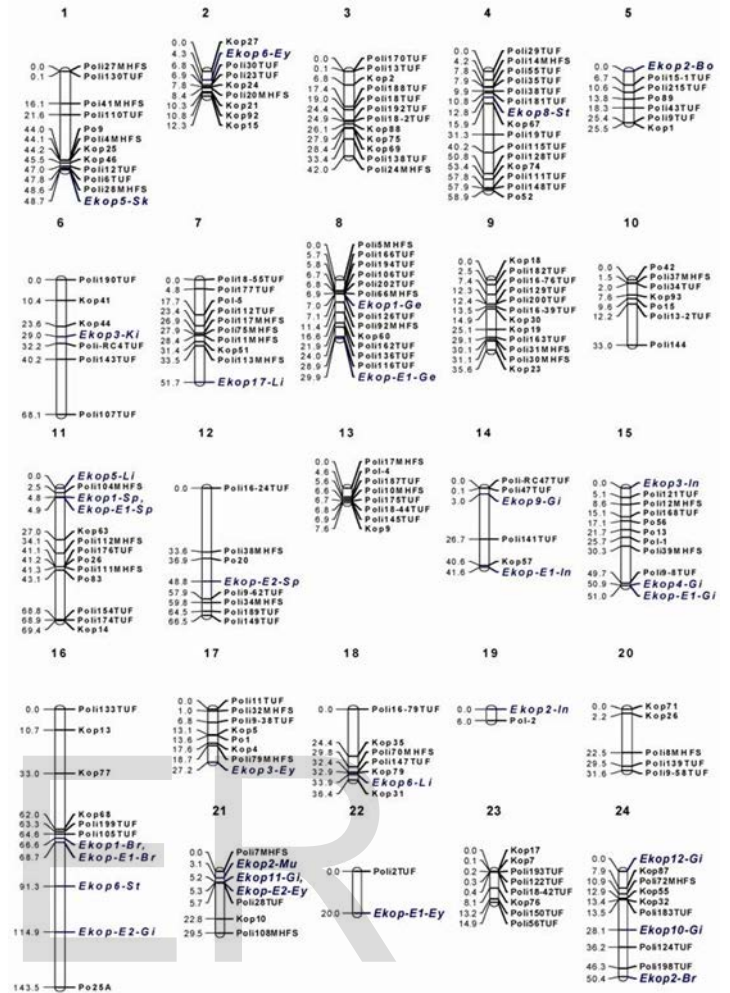 1
0.0 Poli27MHFS
0.1 Poli130TUF
16.1 Poli41MHFS
21.6 Poli110TUF
44.0 Po9
44.1 Poli4MHFS
44.2 Kop25
45.5 Kop46
47.0 Poli12TUF
47.8 Poli6TUF
48.6 Poli28MHFS
48.7 Ekop5-Sk
2
0.0 Kop27
4.3 Ekop6-Ey
6.8 Poli30TUF
6.9 Poli23TUF
7.8 Kop24
8.4 Poli20MHFS
10.3 Kop21
10.8 Kop92
12.3 Kop15
3
0.0 Poli170TUF
0.1 Poli13TUF
6.8 Kop2
17.4 Poli188TUF
19.0 Poli18TUF
24.4 Poli192TUF
24.9 Poli18-2TUF
26.1 Kop88
27.9 Kop75
28.4 Kop69
33.4 Poli138TUF
42.0 Poli24MHFS
4
0.0 Poli29TUF
4.2 Poli14MHFS
7.8 Poli55TUF
7.9 Poli35TUF
9.9 Poli38TUF
10.8 Poli181TUF
12.8 Ekop8-St
15.9 Kop67
31.3 Poli19TUF
40.2 Poli115TUF
50.8 Poli128TUF
53.4 Kop74
57.8 Poli111TUF
57.9 Poli148TUF
58.9 Po52
5
0.0 Ekop2-Bo
6.7 Poli15-1TUF
10.6 Poli215TUF
13.8 Po89
18.3 Poli43TUF
25.4 Poli9TUF
25.5 Kop1
6
0.0 Poli190TUF
10.4 Kop41
23.6 Kop44
29.0 Ekop3-Ki
32.2 Poli-RC4TUF
40.2 Poli143TUF
68.1 Poli107TUF
7
0.0 Poli18-55TUF
4.8 Poli177TUF
17.7 Pol-5
23.4 Poli112TUF
26.9 Poli117MHFS
27.9 Poli75MHFS
28.4 Poli11MHFS
31.4 Kop51
33.5 Poli113MHFS
51.7 Ekop17-Li
8
0.0 Poli5MHFS
5.7 Poli166TUF
5.8 Poli194TUF
6.7 Poli106TUF
6.8 Poli202TUF
6.9 Poli66MHFS
7.0 Ekop1-Ge
7.1 Poli126TUF
11.4 Poli92MHFS
16.6 Kop60
21.9 Poli162TUF
24.0 Poli136TUF
28.9 Poli116TUF
29.9 Ekop-E1-Ge
9
0.0 Kop18
2.5 Poli182TUF
7.4 Poli16-76TUF
12.3 Poli129TUF
12.4 Poli200TUF
13.5 Poli16-39TUF
14.9 Kop30
25.1 Kop19
29.1 Poli163TUF
30.1 Poli31MHFS
31.1 Poli30MHFS
35.6 Kop23
10
0.0 Po42
1.5 Poli37MHFS
2.0 Poli34TUF
7.6 Kop93
9.6 Po15
12.2 Poli13-2TUF
33.0 Poli144
11
0.0 Ekop5-Li
2.5 Poli104MHFS
4.8 Ekop1-Sp,
4.9 Ekop-E1-Sp
27.0 Kop63
34.1 Poli112MHFS
41.1 Poli176TUF
41.2 Po26
41.3 Poli111MHFS
43.1 Po83
68.8 Poli154TUF
68.9 Poli174TUF
69.4 Kop14
12
0.0 Poli16-24TUF
33.6 Poli38MHFS
36.9 Po20
48.8 Ekop-E2-Sp
57.9 Poli9-62TUF
59.8 Poli34MHFS
64.5 Poli189TUF
66.5 Poli149TUF
13
0.0 Poli17MHFS
4.6 Pol-4
5.6 Poli187TUF
6.6 Poli10MHFS
6.7 Poli175TUF
6.8 Poli18-44TUF
6.9 Poli145TUF
7.6 Kop9
14
0.0 Poli-RC47TUF
0.1 Poli47TUF
3.0 Ekop9-Gi
26.7 Poli141TUF
40.6 Kop57
41.6 Ekop-E1-In
15
0.0 Ekop3-In
5.1 Poli121TUF
8.6 Poli12MHFS
15.1 Poli168TUF
17.1 Po56
21.7 Po13
25.7 Pol-1
30.3 Poli39MHFS
49.7 Poli9-8TUF
50.9 Ekop4-Gi
51.0 Ekop-E1-Gi
16
0.0 Poli133TUF
10.7 Kop13
33.0 Kop77
62.0 Kop68
63.3 Poli199TUF
64.6 Poli105TUF
66.6 Ekop1-Br,
68.7 Ekop-E1-Br
91.3 Ekop6-St
114.9 Ekop-E2-Gi
143.5 Po25A
17
0.0 Poli11TUF
1.0 Poli32MHFS
6.8 Poli9-38TUF
13.1 Kop5
13.6 Po1
17.6 Kop4
18.7 Poli79MHFS
27.2 Ekop3-Ey
18
0.0 Poli16-79TUF
24.4 Kop35
29.8 Poli70MHFS
32.4 Poli147TUF
32.9 Kop79
33.9 Ekop6-Li
36.4 Kop31
19
0.0 Ekop2-In
6.0 Pol-2
20
0.0 Kop71
2.2 Kop26
22.5 Poli8MHFS
29.5 Poli139TUF
31.6 Poli9-58TUF
21
0.0 Poli7MHFS
3.1 Ekop2-Mu
5.2 Ekop11-Gi,
5.3 Ekop-E2-Ey
5.7 Poli28TUF
22.8 Kop10
29.5 Poli108MHFS
22
0.0 Poli2TUF
20.0 Ekop-E1-Ey
23
0.0 Kop17
0.1 Kop7
0.2 Poli193TUF
0.3 Poli122TUF
0.4 Poli18-42TUF
8.1 Kop76
13.2 Poli150TUF
14.9 Poli56TUF
24
0.0 Ekop12-Gi
7.9 Kop87
10.9 Poli72MHFS
12.9 Kop55
13.4 Kop32
13.5 Poli183TUF
28.1 Ekop10-Gi
36.2 Poli124TUF
46.3 Poli198TUF
50.4 Ekop2-Br
ER